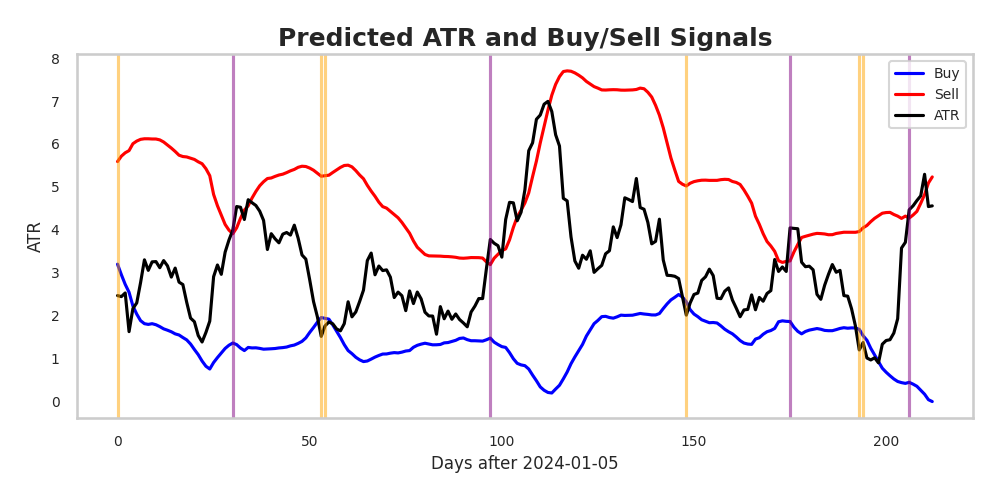 Predicted ATR and Buy/Sell Signals
8
7
6
5
4
3
2
1
0
ATR
Buy
Sell
ATR
0
50
100
150
200
Days after 2024-01-05